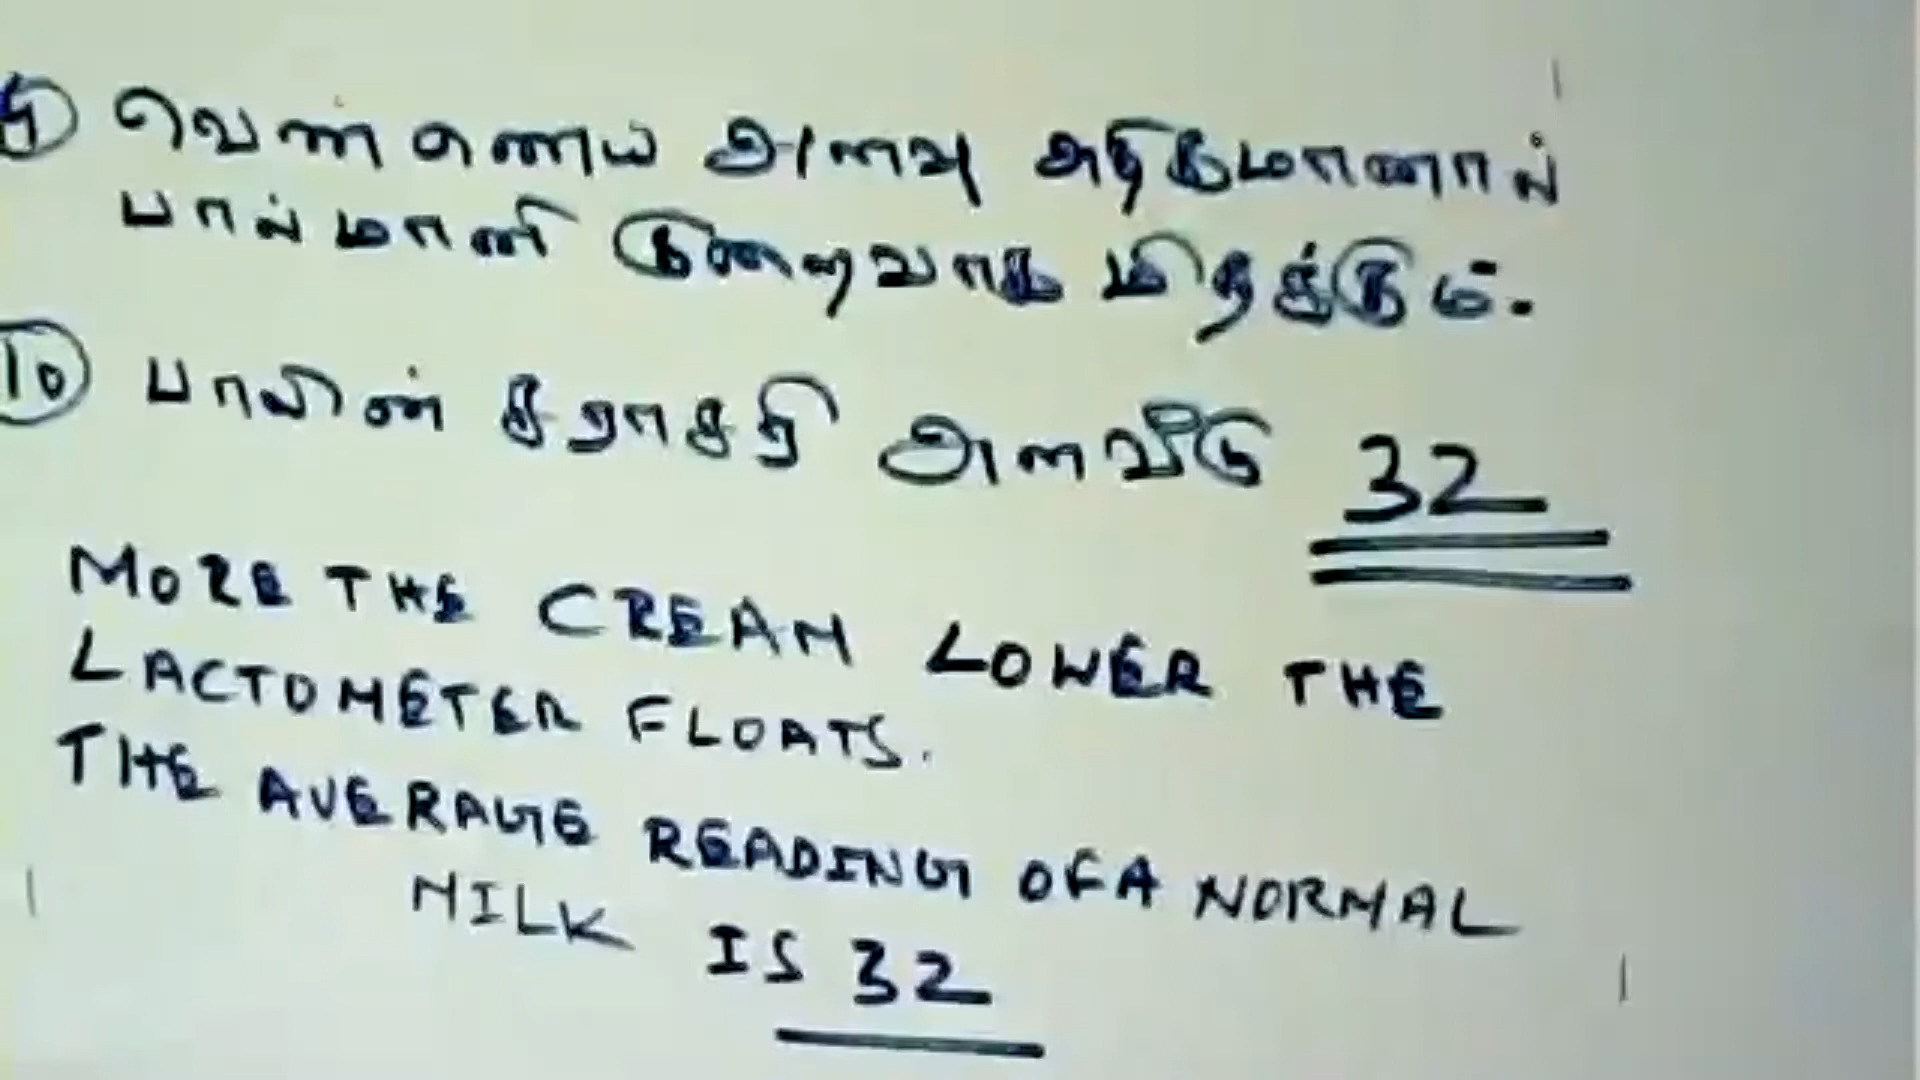 9 வெண்ணெய் அளவு அதிகமானால்
பால்மானி குறைவாக மிதக்கும்.
10 பாலின் சராசரி அளவீடு 32
MORE THE CREAM LOWER THE
LACTOMETER FLOATS.
THE AVERAGE READING OF A NORMAL
MILK IS 32